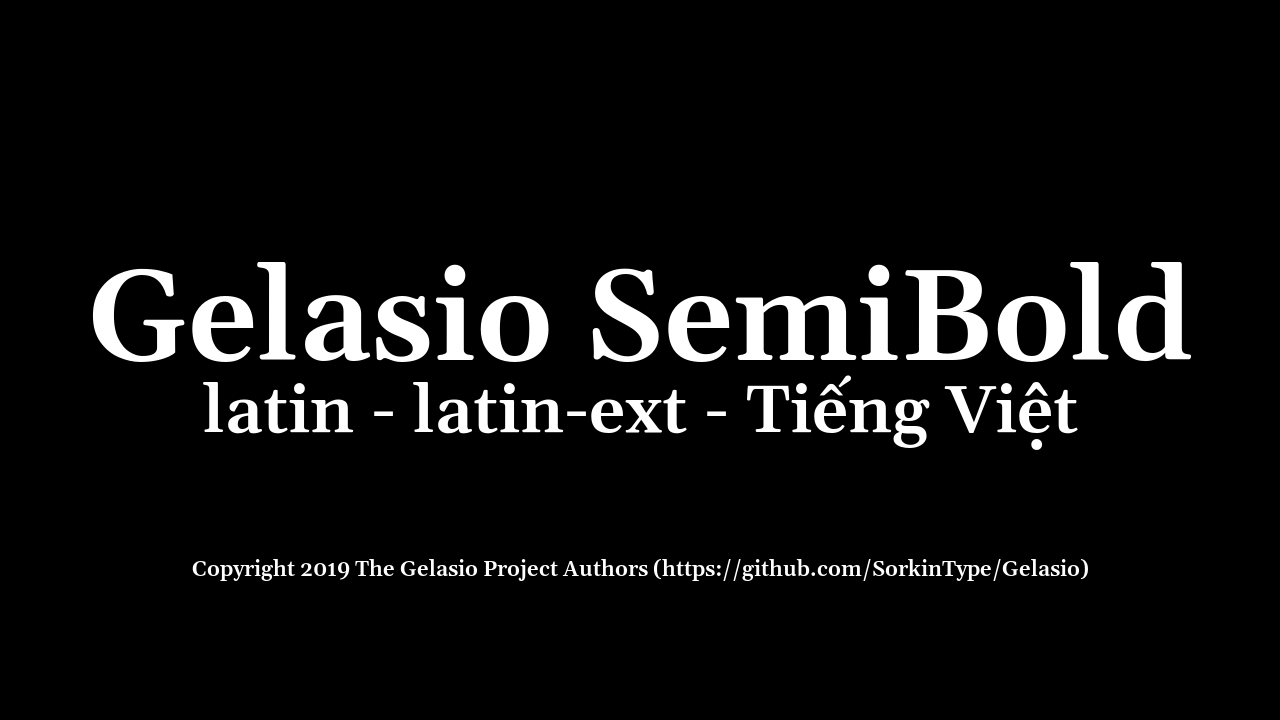 Gelasio SemiBold
latin - latin-ext - Tiếng Việt
Copyright 2019 The Gelasio Project Authors (https://github.com/SorkinType/Gelasio)